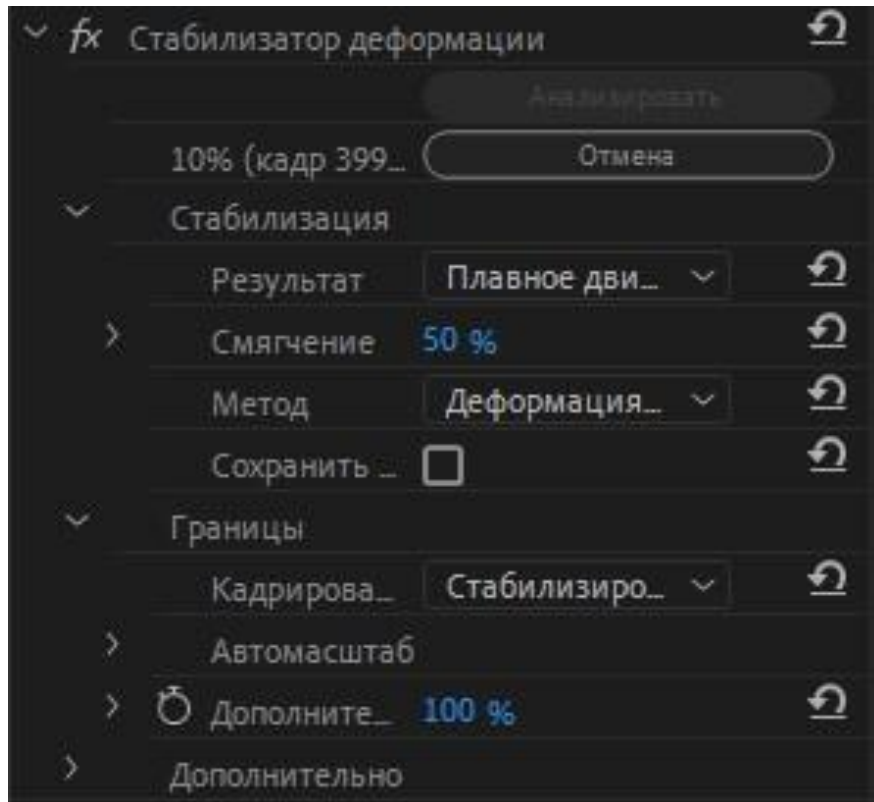 fx Стабилизатор деформации
Анализировать
10% (кадр 399... Отмена
Стабилизация
Результат Плавное дви...
Смягчение 50 %
Метод Деформация...
Сохранить ...
Границы
Кадрирова... Стабилизиро...
Автомасштаб
Дополните... 100 %
Дополнительно